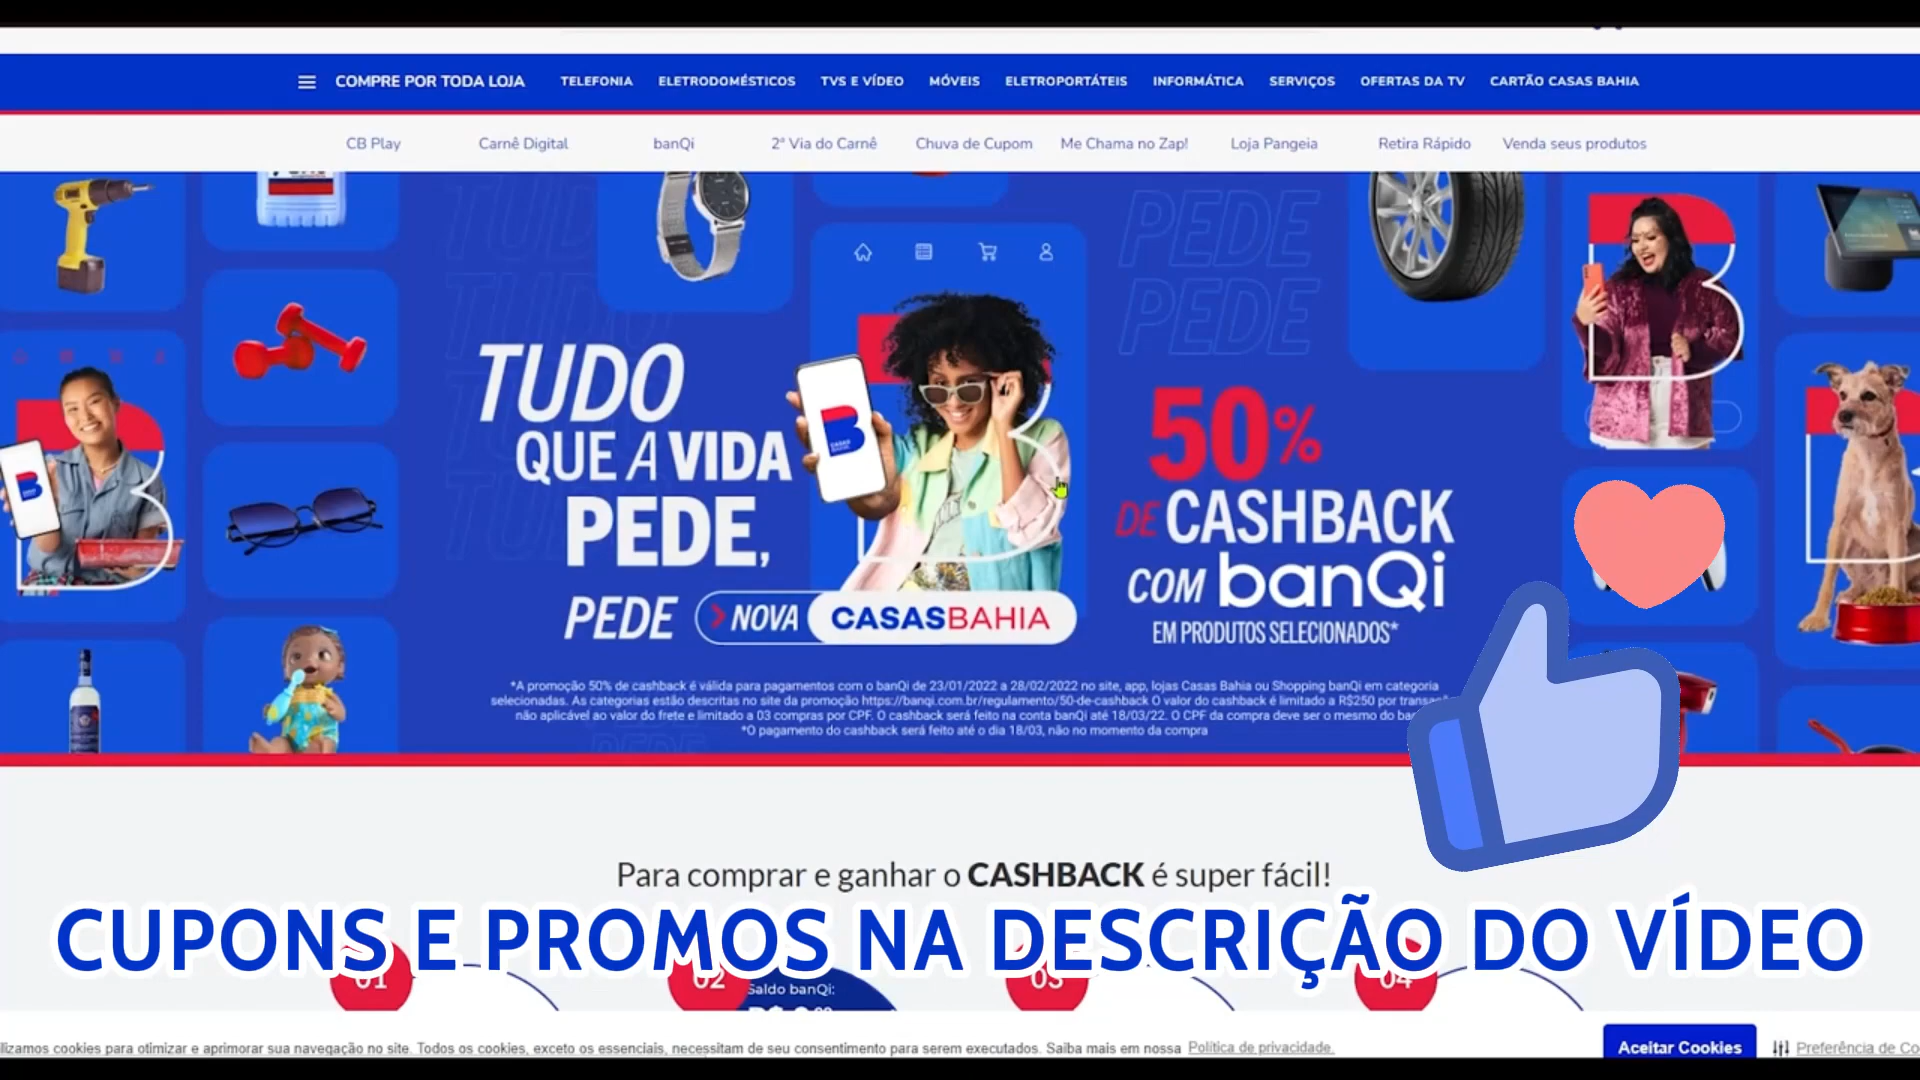 COMPRE POR TODA LOJA TELEFONIA ELETRODOMÉSTICOS TVS E VÍDEO MÓVEIS ELETROPORTÁTEIS INFORMÁTICA SERVIÇOS OFERTAS DA TV CARTÃO CASAS BAHIA
CB Play Carnê Digital banQi 2ª Via do Carnê Chuva de Cupom Me Chama no Zap! Loja Pangeia Retira Rápido Venda seus produtos
TUDO
QUE A VIDA
PEDE,
PEDE NOVA CASASBAHIA
PEDE
PEDE
50%
DE CASHBACK
COM banQi
EM PRODUTOS SELECIONADOS*
*A promoção 50% de cashback é válida para pagamentos com o banQi de 23/01/2022 a 28/02/2022 no site, app, lojas Casas Bahia ou Shopping banQi em categoria
selecionadas. As categorias estão descritas no site da promoção https://banqi.com.br/regulamento/50-de-cashback O valor do cashback é limitado a R$250 por
não aplicável ao valor do frete e limitado a 03 compras por CPF. O cashback será feito na conta banQi até 18/03/22. O CPF da compra deve ser o mesmo do
*O pagamento do cashback será feito até o dia 18/03, não no momento da compra
Para comprar e ganhar o CASHBACK é super fácil!
CUPONS E PROMOS NA DESCRIÇÃO DO VÍDEO
01 02 03 04
Saldo banQi:
cookies para otimizar e aprimorar sua navegação no site. Todos os cookies, exceto os essenciais, necessitam de seu consentimento para serem executados. Saiba mais em nossa Política de privacidade.
Aceitar Cookies Preferência de